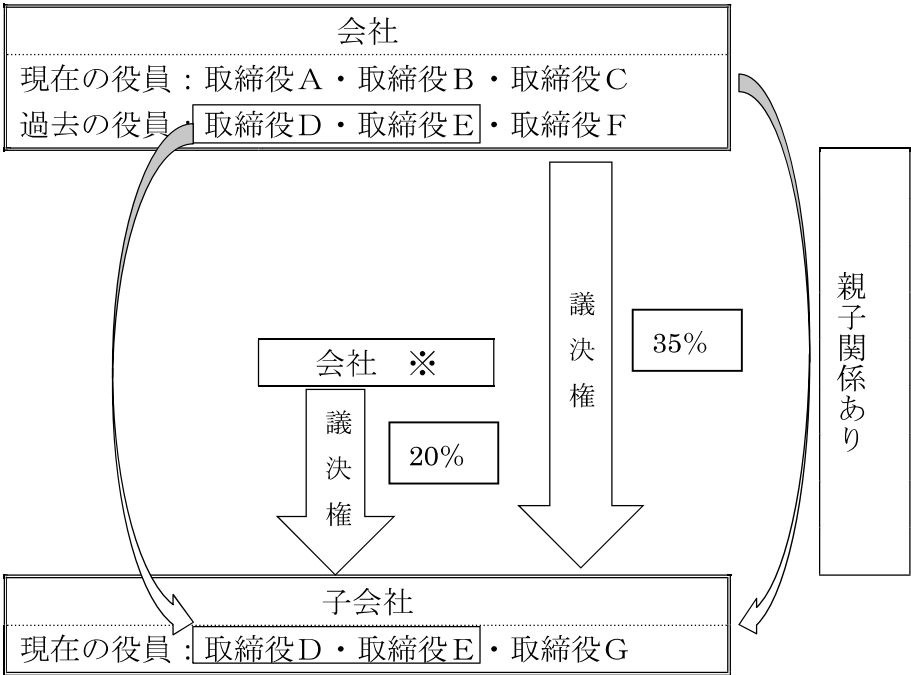 会社
現在の役員：取締役Ａ・取締役Ｂ・取締役Ｃ
過去の役員：取締役Ｄ・取締役Ｅ・取締役Ｆ
議決権
35％
親子関係あり
会社　※
議決権
20％
子会社
現在の役員：取締役Ｄ・取締役Ｅ・取締役Ｇ